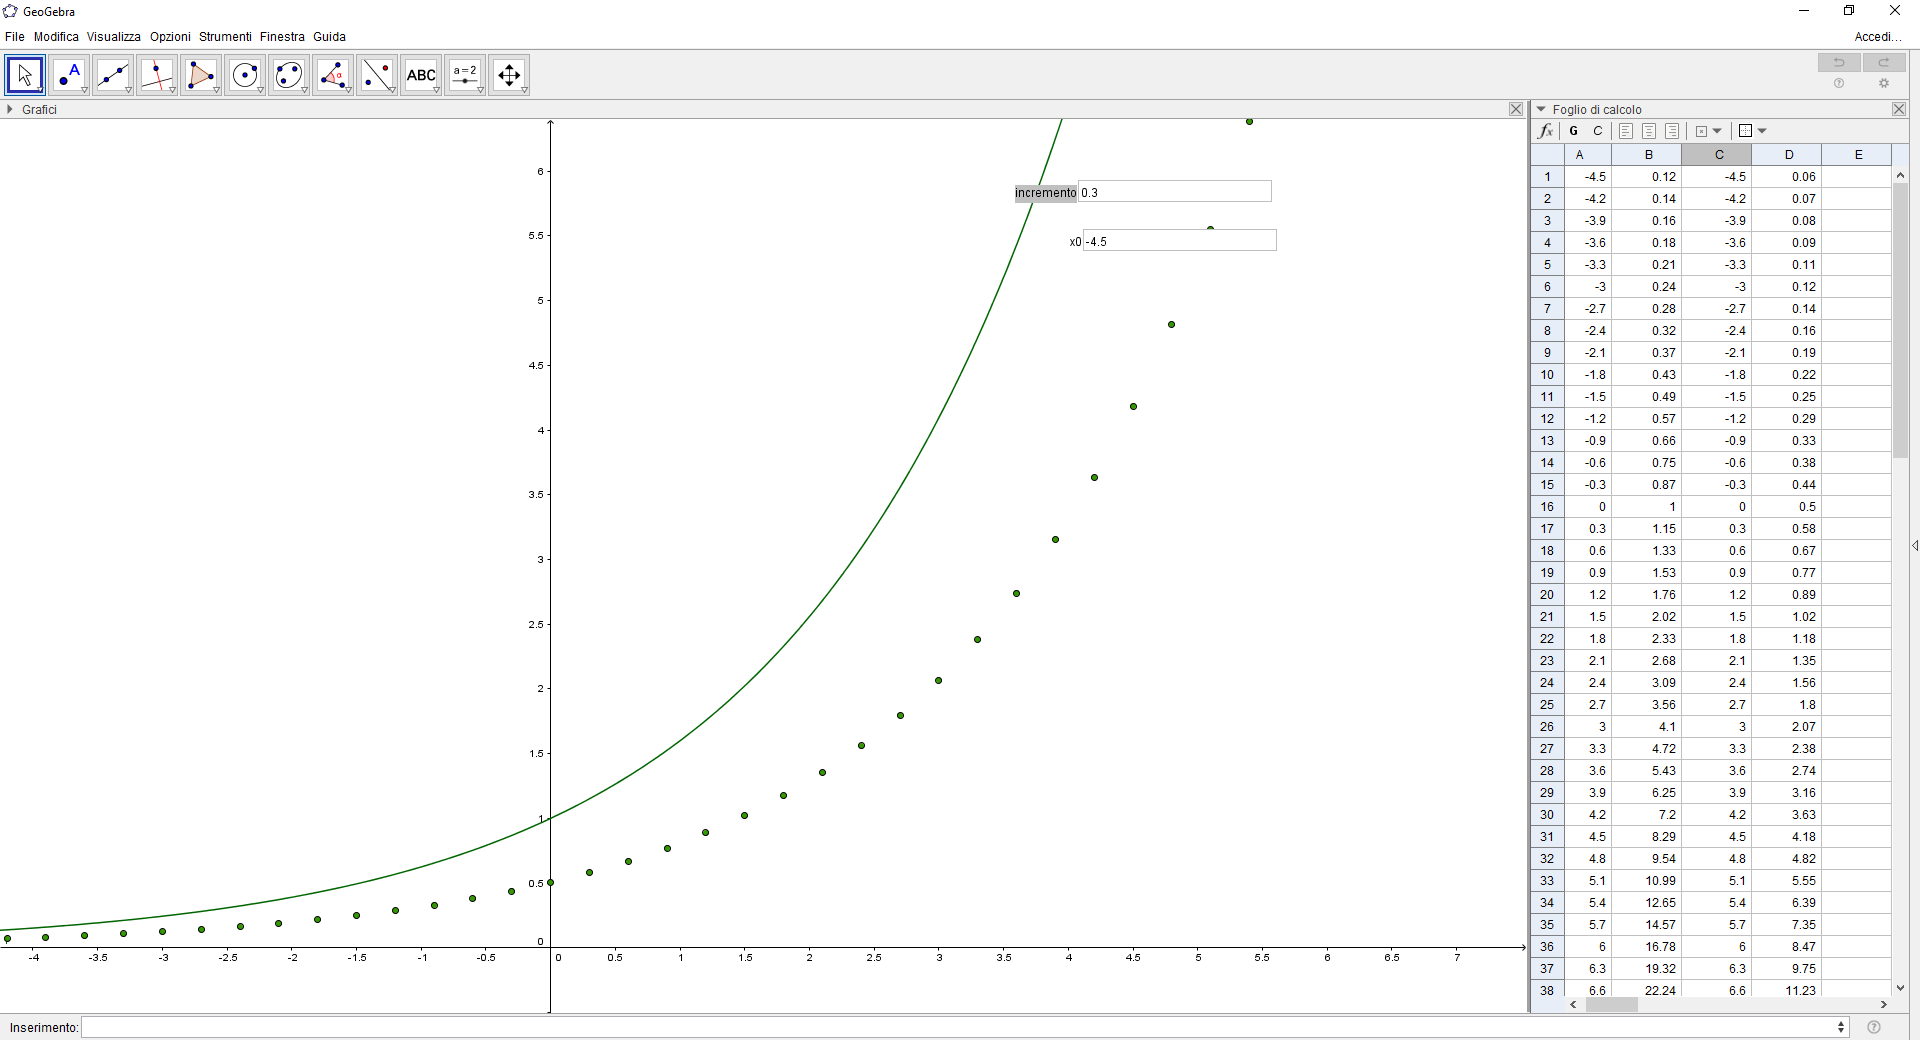 GeoGebra
File Modifica Visualizza Opzioni Strumenti Finestra Guida Accedi...
A α ABC a=2
Grafici
6
5.5
5
4.5
4
3.5
3
2.5
2
1.5
1
0.5
0
-4 -3.5 -3 -2.5 -2 -1.5 -1 -0.5 0 0.5 1 1.5 2 2.5 3 3.5 4 4.5 5 5.5 6 6.5 7
incremento 0.3
x0 -4.5
Foglio di calcolo
fx G C
A B C D E
1 -4.5 0.12 -4.5 0.06
2 -4.2 0.14 -4.2 0.07
3 -3.9 0.16 -3.9 0.08
4 -3.6 0.18 -3.6 0.09
5 -3.3 0.21 -3.3 0.11
6 -3 0.24 -3 0.12
7 -2.7 0.28 -2.7 0.14
8 -2.4 0.32 -2.4 0.16
9 -2.1 0.37 -2.1 0.19
10 -1.8 0.43 -1.8 0.22
11 -1.5 0.49 -1.5 0.25
12 -1.2 0.57 -1.2 0.29
13 -0.9 0.66 -0.9 0.33
14 -0.6 0.75 -0.6 0.38
15 -0.3 0.87 -0.3 0.44
16 0 1 0 0.5
17 0.3 1.15 0.3 0.58
18 0.6 1.33 0.6 0.67
19 0.9 1.53 0.9 0.77
20 1.2 1.76 1.2 0.89
21 1.5 2.02 1.5 1.02
22 1.8 2.33 1.8 1.18
23 2.1 2.68 2.1 1.35
24 2.4 3.09 2.4 1.56
25 2.7 3.56 2.7 1.8
26 3 4.1 3 2.07
27 3.3 4.72 3.3 2.38
28 3.6 5.43 3.6 2.74
29 3.9 6.25 3.9 3.16
30 4.2 7.2 4.2 3.63
31 4.5 8.29 4.5 4.18
32 4.8 9.54 4.8 4.82
33 5.1 10.99 5.1 5.55
34 5.4 12.65 5.4 6.39
35 5.7 14.57 5.7 7.35
36 6 16.78 6 8.47
37 6.3 19.32 6.3 9.75
38 6.6 22.24 6.6 11.23
Inserimento: